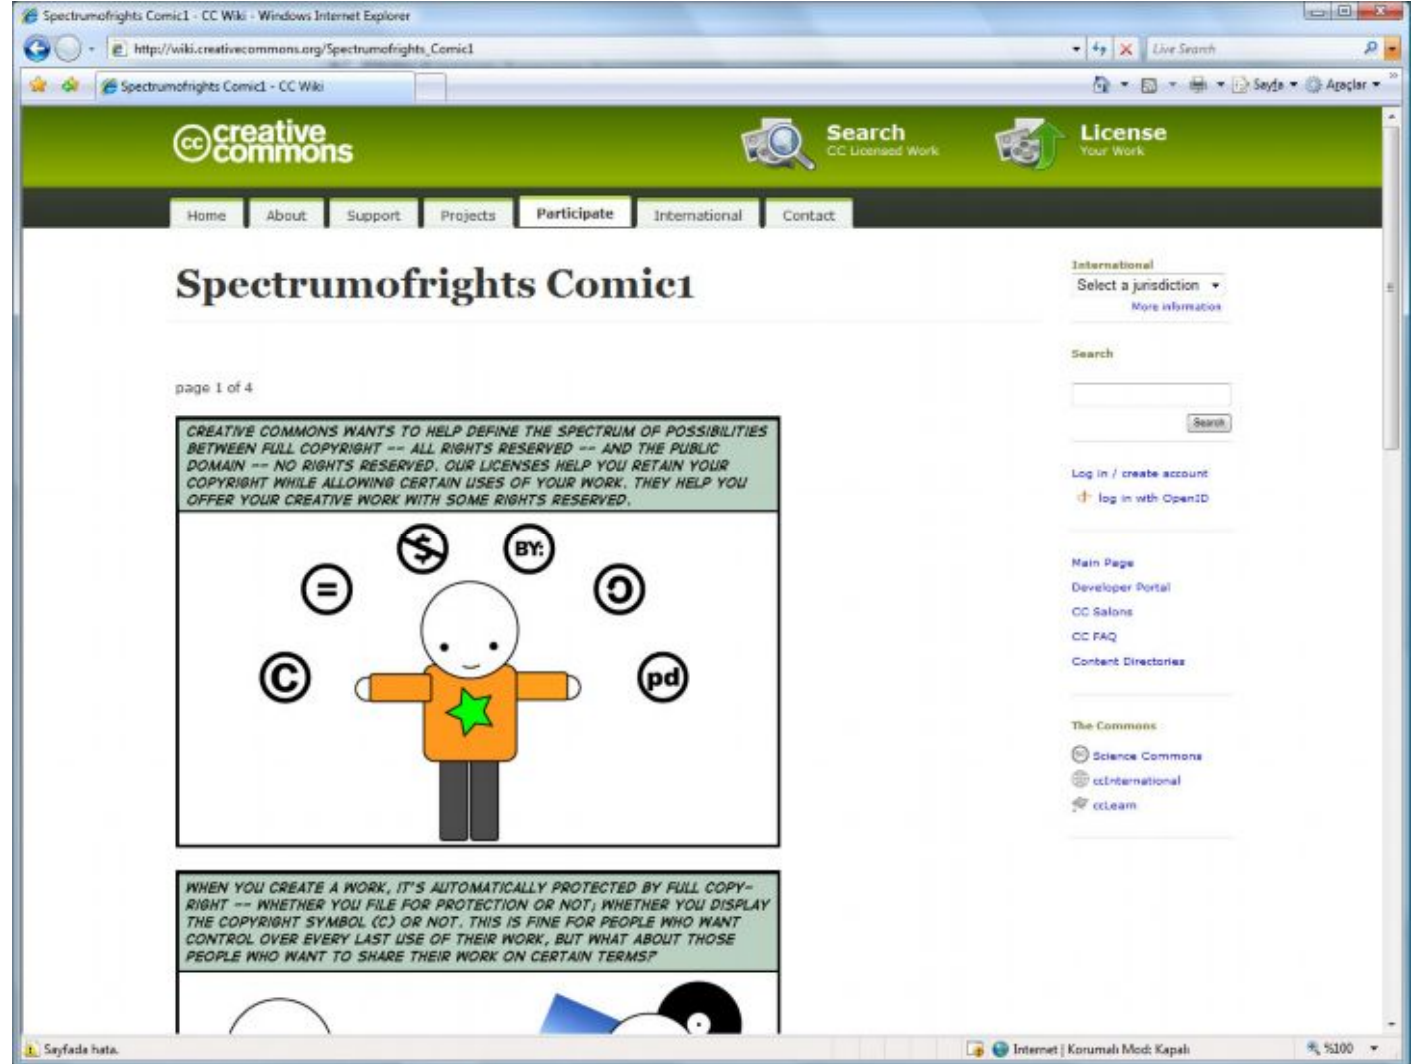 Spectrumofrights Comic1 - CC Wiki - Windows Internet Explorer
http://wiki.creativecommons.org/Spectrumofrights_Comic1
Live Search
Spectrumofrights Comic1 - CC Wiki
Sayfa
Araçlar
cc creative commons
Search
CC Licensed Work
License
Your Work
Home About Support Projects Participate International Contact
Spectrumofrights Comic1
page 1 of 4
CREATIVE COMMONS WANTS TO HELP DEFINE THE SPECTRUM OF POSSIBILITIES
BETWEEN FULL COPYRIGHT -- ALL RIGHTS RESERVED -- AND THE PUBLIC
DOMAIN -- NO RIGHTS RESERVED. OUR LICENSES HELP YOU RETAIN YOUR
COPYRIGHT WHILE ALLOWING CERTAIN USES OF YOUR WORK. THEY HELP YOU
OFFER YOUR CREATIVE WORK WITH SOME RIGHTS RESERVED.
$
BY:
=
C
pd
WHEN YOU CREATE A WORK, IT'S AUTOMATICALLY PROTECTED BY FULL COPY-
RIGHT -- WHETHER YOU FILE FOR PROTECTION OR NOT; WHETHER YOU DISPLAY
THE COPYRIGHT SYMBOL (C) OR NOT. THIS IS FINE FOR PEOPLE WHO WANT
CONTROL OVER EVERY LAST USE OF THEIR WORK, BUT WHAT ABOUT THOSE
PEOPLE WHO WANT TO SHARE THEIR WORK ON CERTAIN TERMS?
International
Select a jurisdiction
More information
Search
Search
Log in / create account
log in with OpenID
Main Page
Developer Portal
CC Salons
CC FAQ
Content Directories
The Commons
Science Commons
ccInternational
ccLearn
Sayfada hata.
Internet | Korumalı Mod: Kapalı
%100